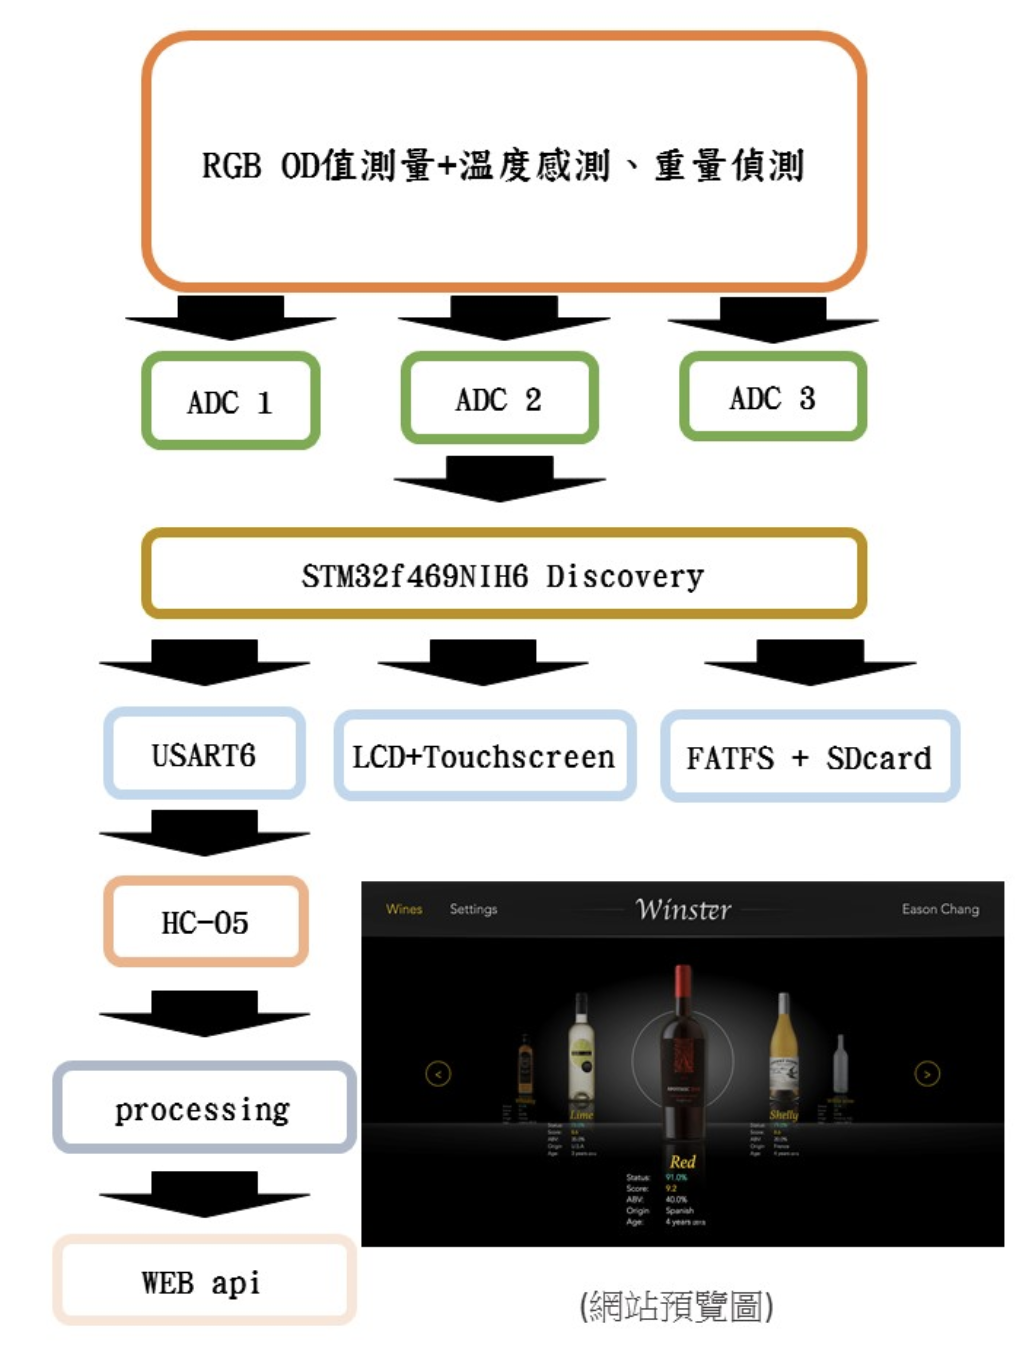 RGB OD值測量+溫度感測、重量偵測
ADC 1
ADC 2
ADC 3
STM32f469NIH6 Discovery
USART6
LCD+Touchscreen
FATFS + SDcard
HC-05
processing
WEB api
Wines
Settings
Winster
Eason Chang
<
>
Lime
Shelly
Red
Status: 91.0%
Score: 9.2
ABV: 40.0%
Origin Spanish
Age: 4 years
(網站預覽圖)